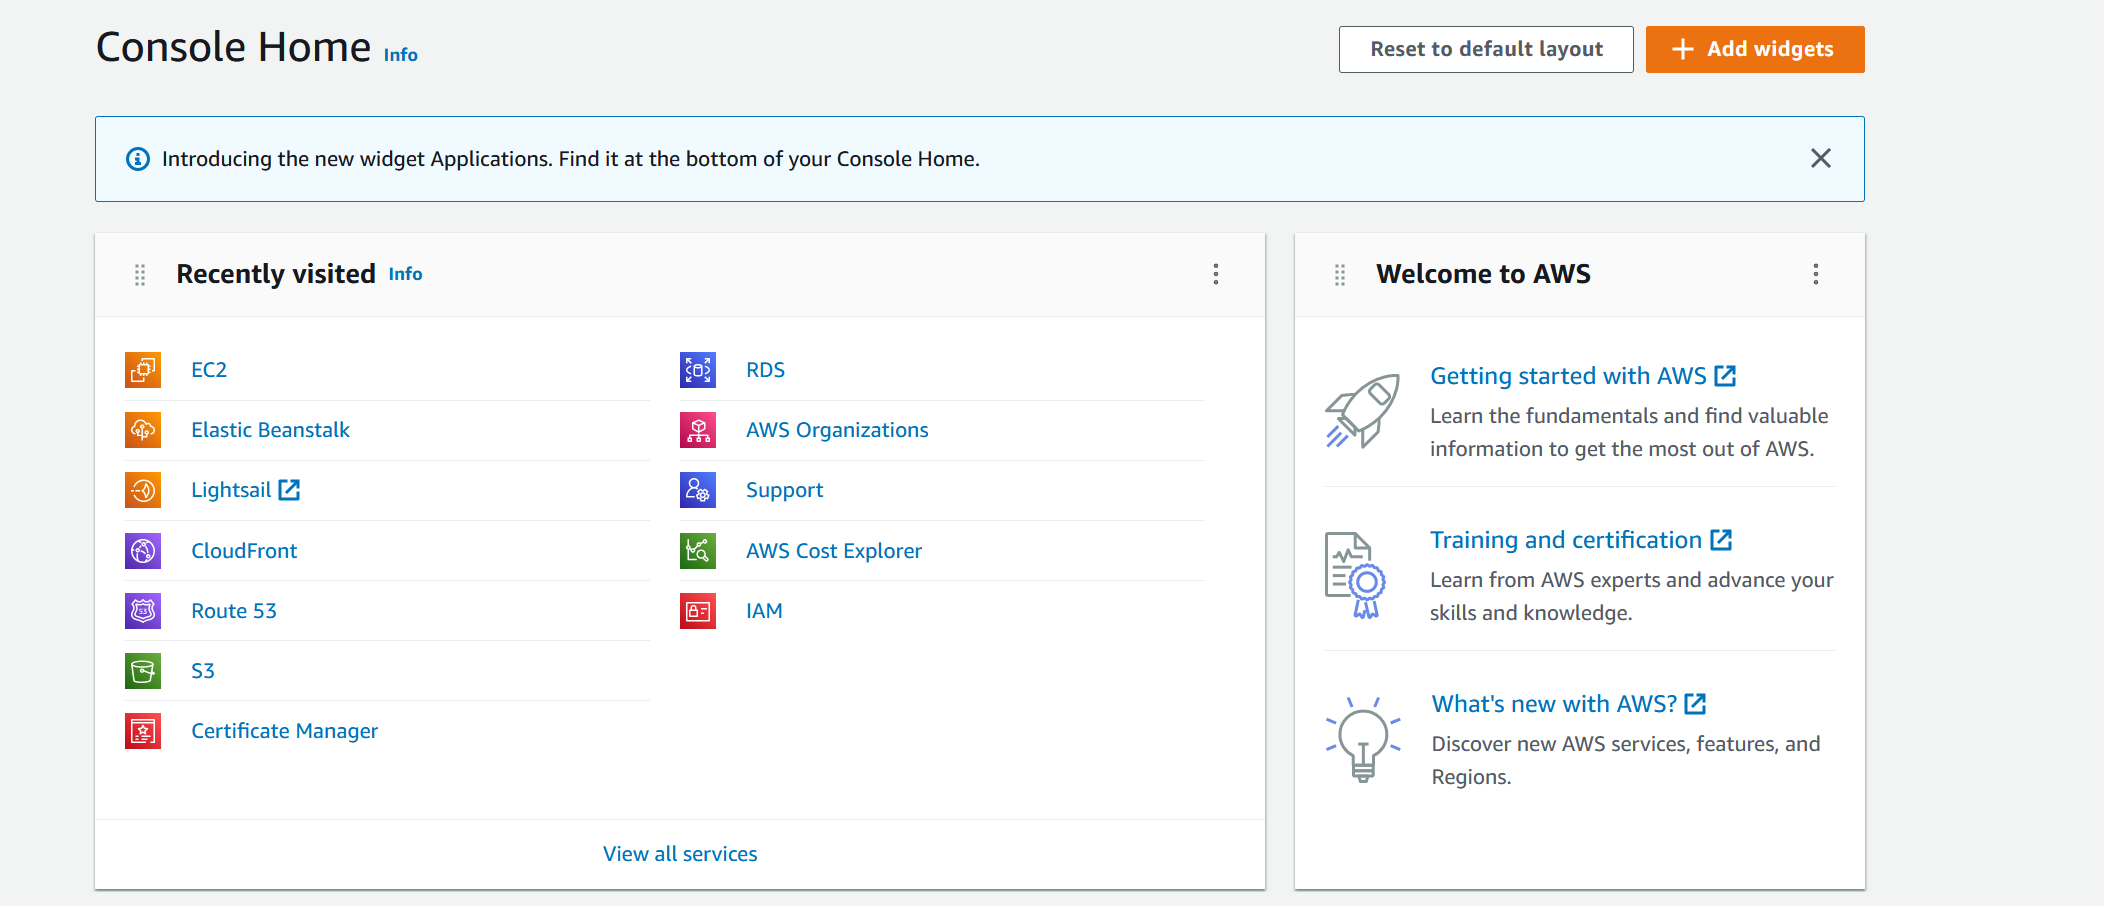 Console Home Info
Reset to default layout
Add widgets
Introducing the new widget Applications. Find it at the bottom of your Console Home.
Recently visited Info
EC2
Elastic Beanstalk
Lightsail
CloudFront
Route 53
S3
Certificate Manager
RDS
AWS Organizations
Support
AWS Cost Explorer
IAM
View all services
Welcome to AWS
Getting started with AWS
Learn the fundamentals and find valuable
information to get the most out of AWS.
Training and certification
Learn from AWS experts and advance your
skills and knowledge.
What's new with AWS?
Discover new AWS services, features, and
Regions.